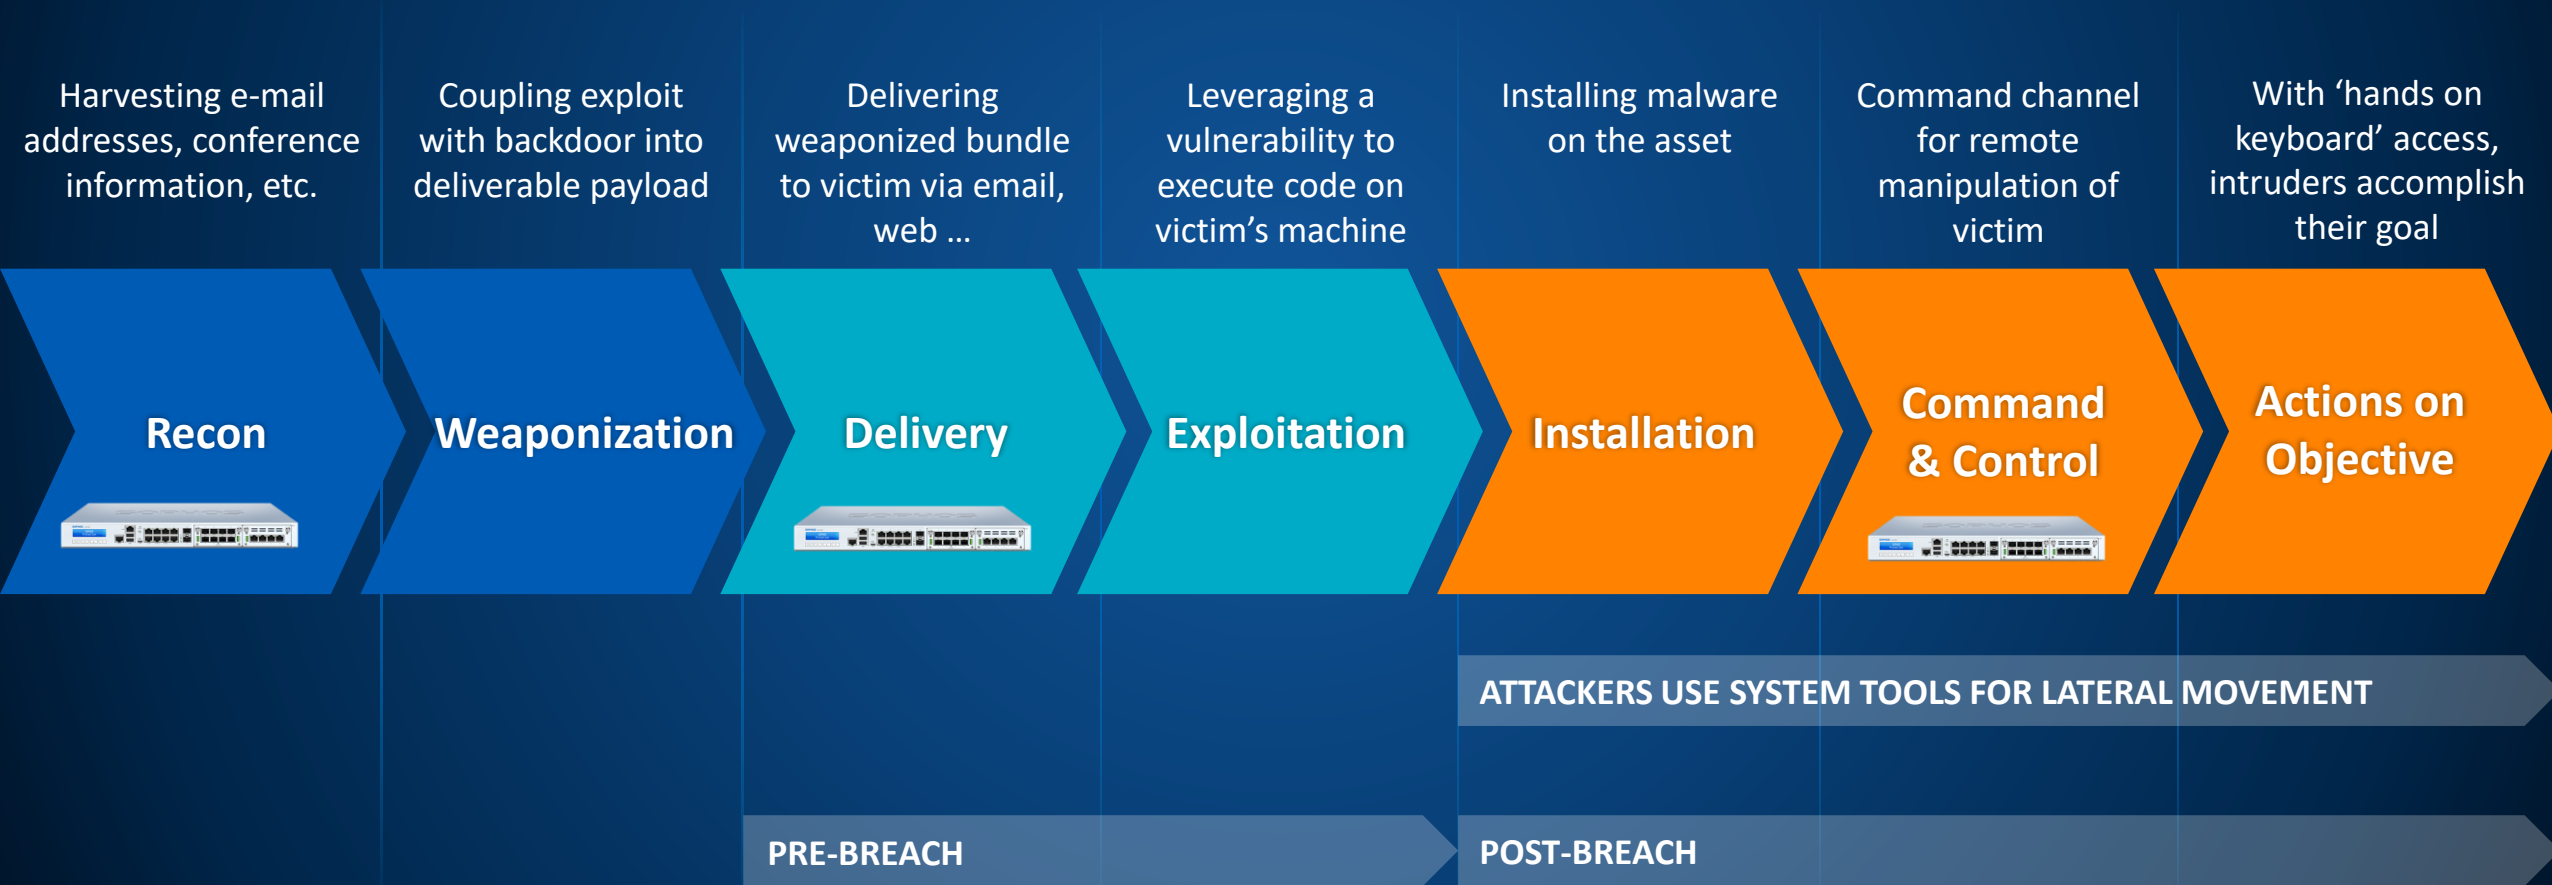 Harvesting e-mail
addresses, conference
information, etc.
Coupling exploit
with backdoor into
deliverable payload
Delivering
weaponized bundle
to victim via email,
web …
Leveraging a
vulnerability to
execute code on
victim’s machine
Installing malware
on the asset
Command channel
for remote
manipulation of
victim
With ‘hands on
keyboard’ access,
intruders accomplish
their goal
Recon
Weaponization
Delivery
Exploitation
Installation
Command
& Control
Actions on
Objective
SOPHOS
SOPHOS
SOPHOS
ATTACKERS USE SYSTEM TOOLS FOR LATERAL MOVEMENT
PRE-BREACH
POST-BREACH